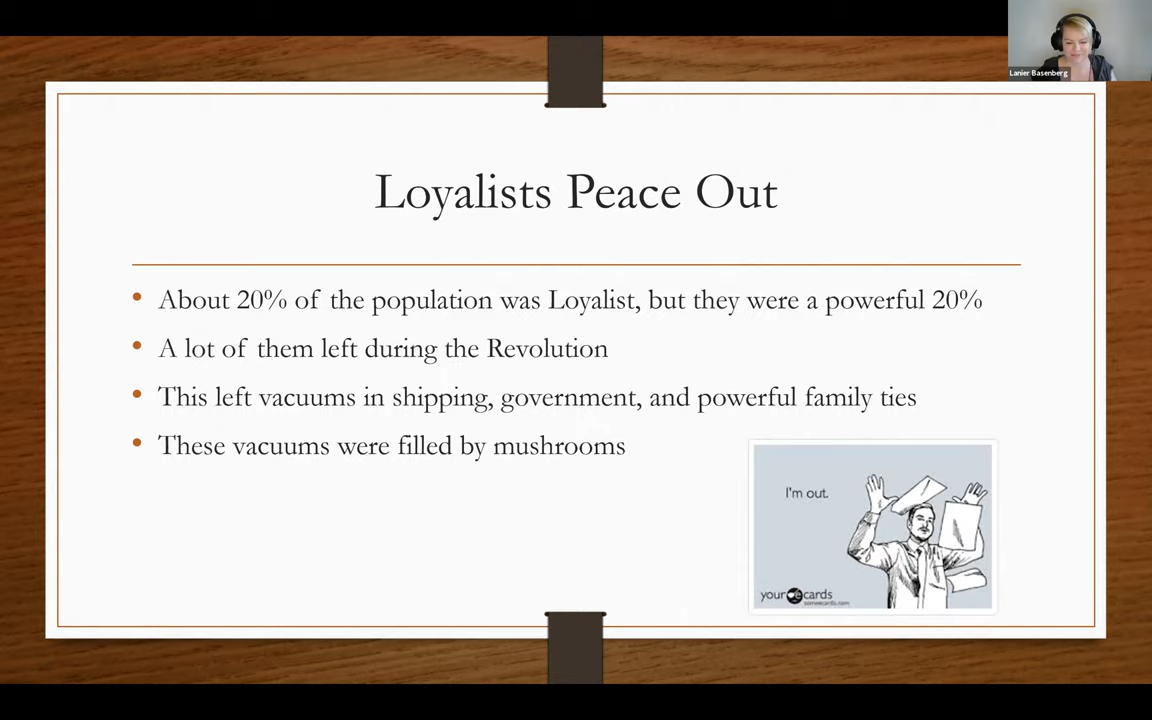 Lanier Basenberg
Loyalists Peace Out
• About 20% of the population was Loyalist, but they were a powerful 20%
• A lot of them left during the Revolution
• This left vacuums in shipping, government, and powerful family ties
• These vacuums were filled by mushrooms
I'm out.
your ecards
someecards.com